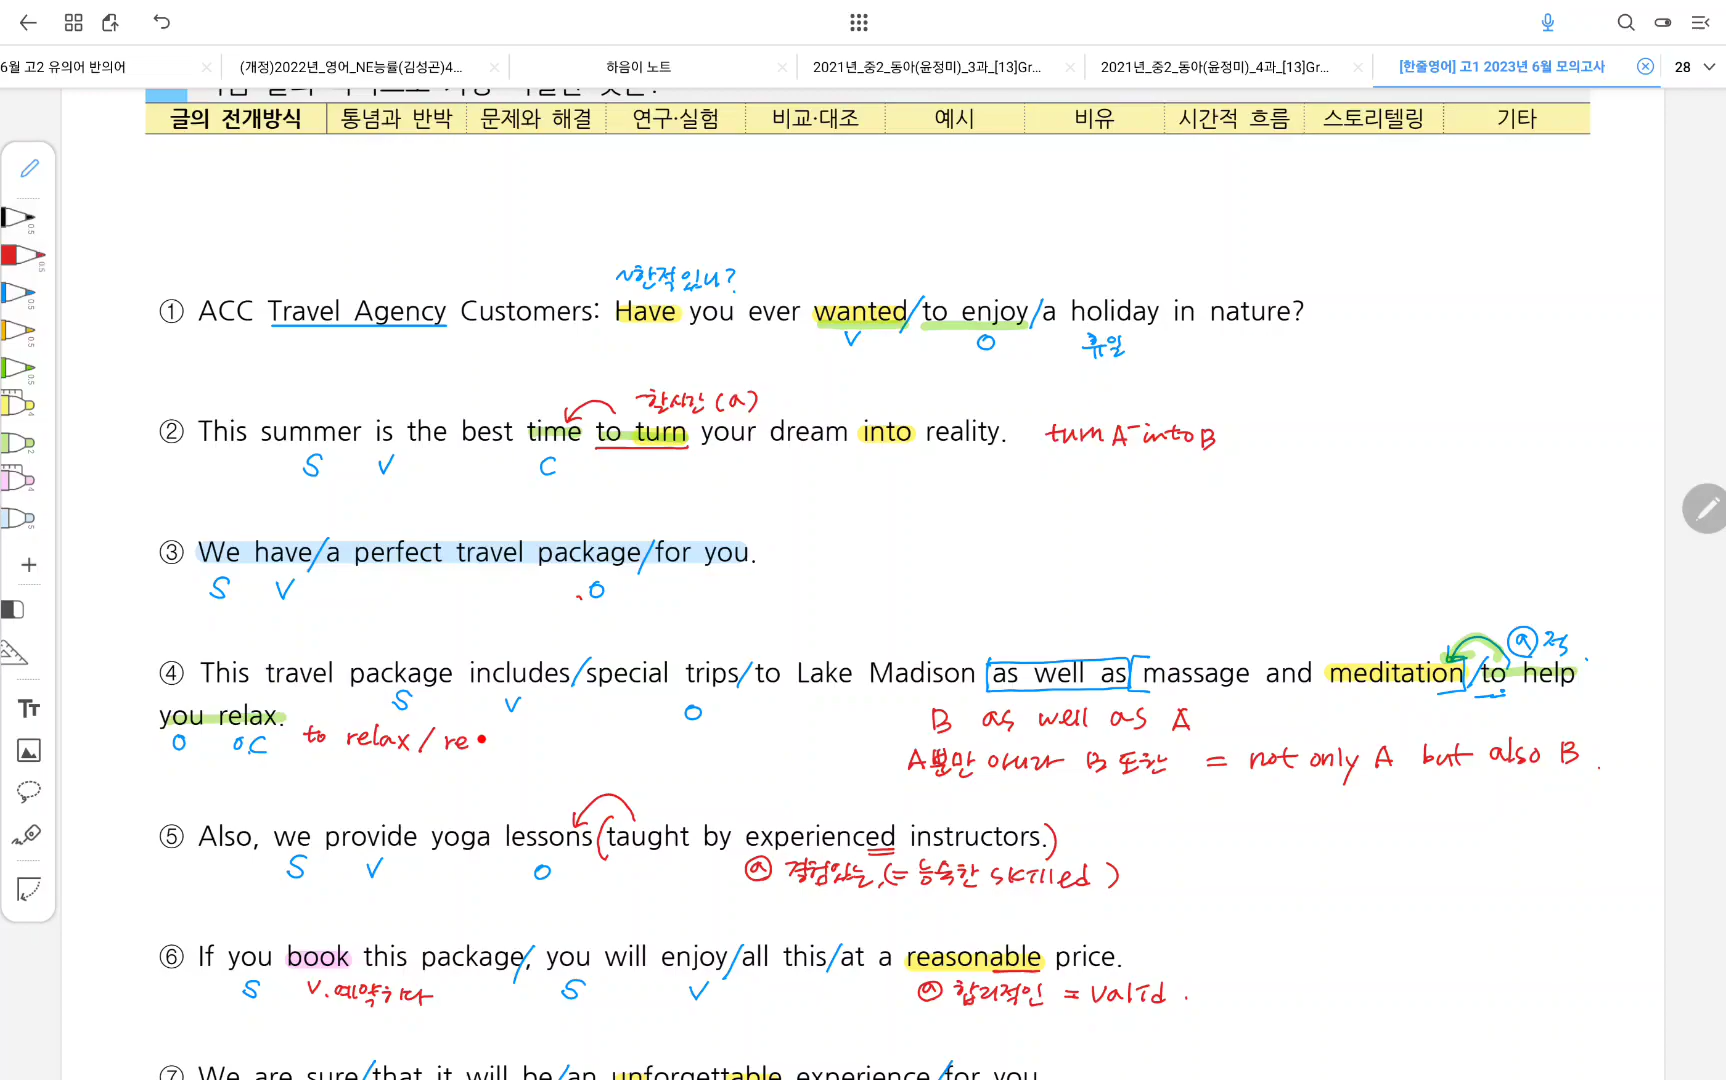 6월 고2 유의어 반의어
(개정)2022년_영어_NE능률(김성곤)4...
하음이 노트
2021년_중2_동아(윤정미)_3과_[13]Gr...
2021년_중2_동아(윤정미)_4과_[13]Gr...
[한줄영어] 고1 2023년 6월 모의고사
28
글의 전개방식 통념과 반박 문제와 해결 연구·실험 비교·대조 예시 비유 시간적 흐름 스토리텔링 기타
~한적 있니?
① ACC Travel Agency Customers: Have you ever wanted/to enjoy/a holiday in nature?
V O 휴일
~할 시간 (a)
② This summer is the best time to turn your dream into reality. turn A into B
S V C
③ We have/a perfect travel package/for you.
S V O
ⓐ 적
④ This travel package includes/special trips/to Lake Madison as well as massage and meditation/to help
S V O
you relax.
B as well as A
O O.C to relax / re
A뿐만 아니라 B 또한 = not only A but also B.
⑤ Also, we provide yoga lessons (taught by experienced instructors.)
S V O ⓐ 경험있는, (= 능숙한 skilled)
⑥ If you book this package, / you will enjoy/all this/at a reasonable price.
S V. 예약하다 S V ⓐ 합리적인 = valid.
⑦ We are sure/that it will be/an unforgettable experience/for you